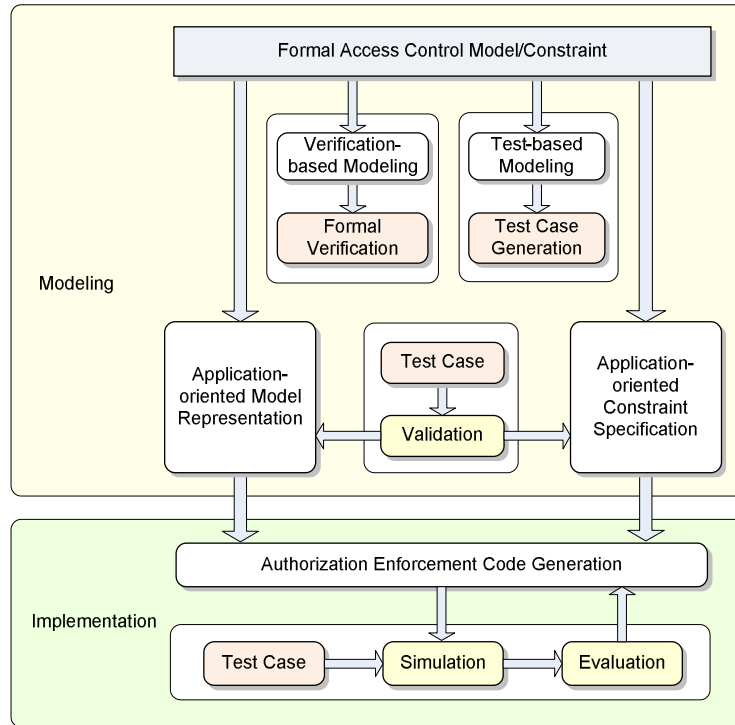 Formal Access Control Model/Constraint
Verification-
based Modeling
Test-based
Modeling
Formal
Verification
Test Case
Generation
Modeling
Application-
oriented Model
Representation
Test Case
Validation
Application-
oriented
Constraint
Specification
Authorization Enforcement Code Generation
Implementation
Test Case
Simulation
Evaluation